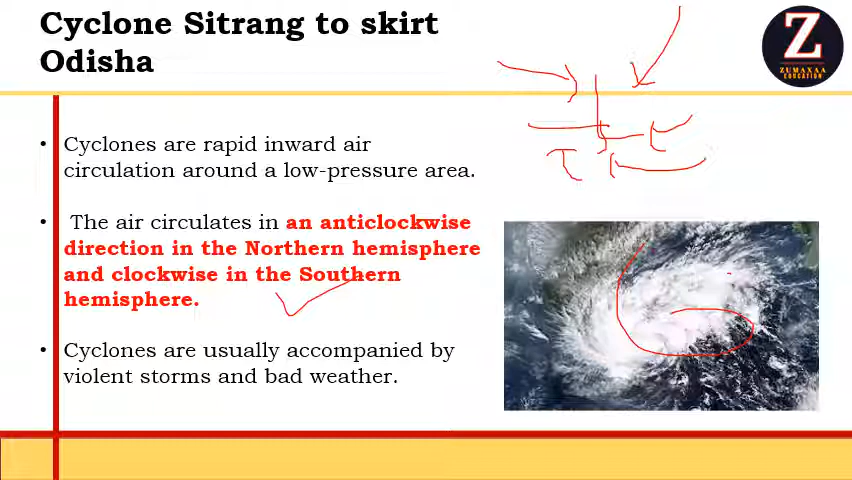 Cyclone Sitrang to skirt
Odisha
Z
ZUMAXAA
EDUCATION
• Cyclones are rapid inward air
circulation around a low-pressure area.
• The air circulates in an anticlockwise
direction in the Northern hemisphere
and clockwise in the Southern
hemisphere.
• Cyclones are usually accompanied by
violent storms and bad weather.